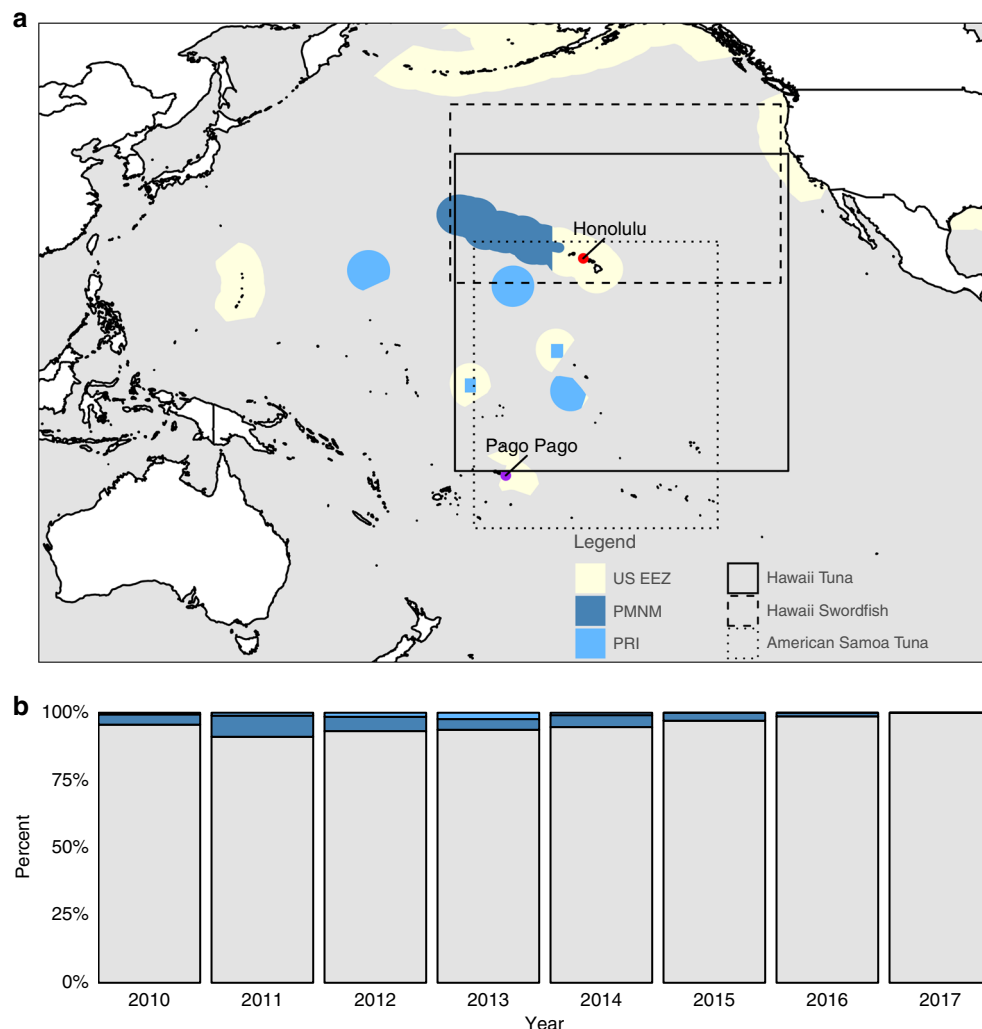 a
Honolulu
Pago Pago
Legend
US EEZ
PMNM
PRI
Hawaii Tuna
Hawaii Swordfish
American Samoa Tuna
b
100%
75%
50%
25%
0%
Percent
2010 2011 2012 2013 2014 2015 2016 2017
Year